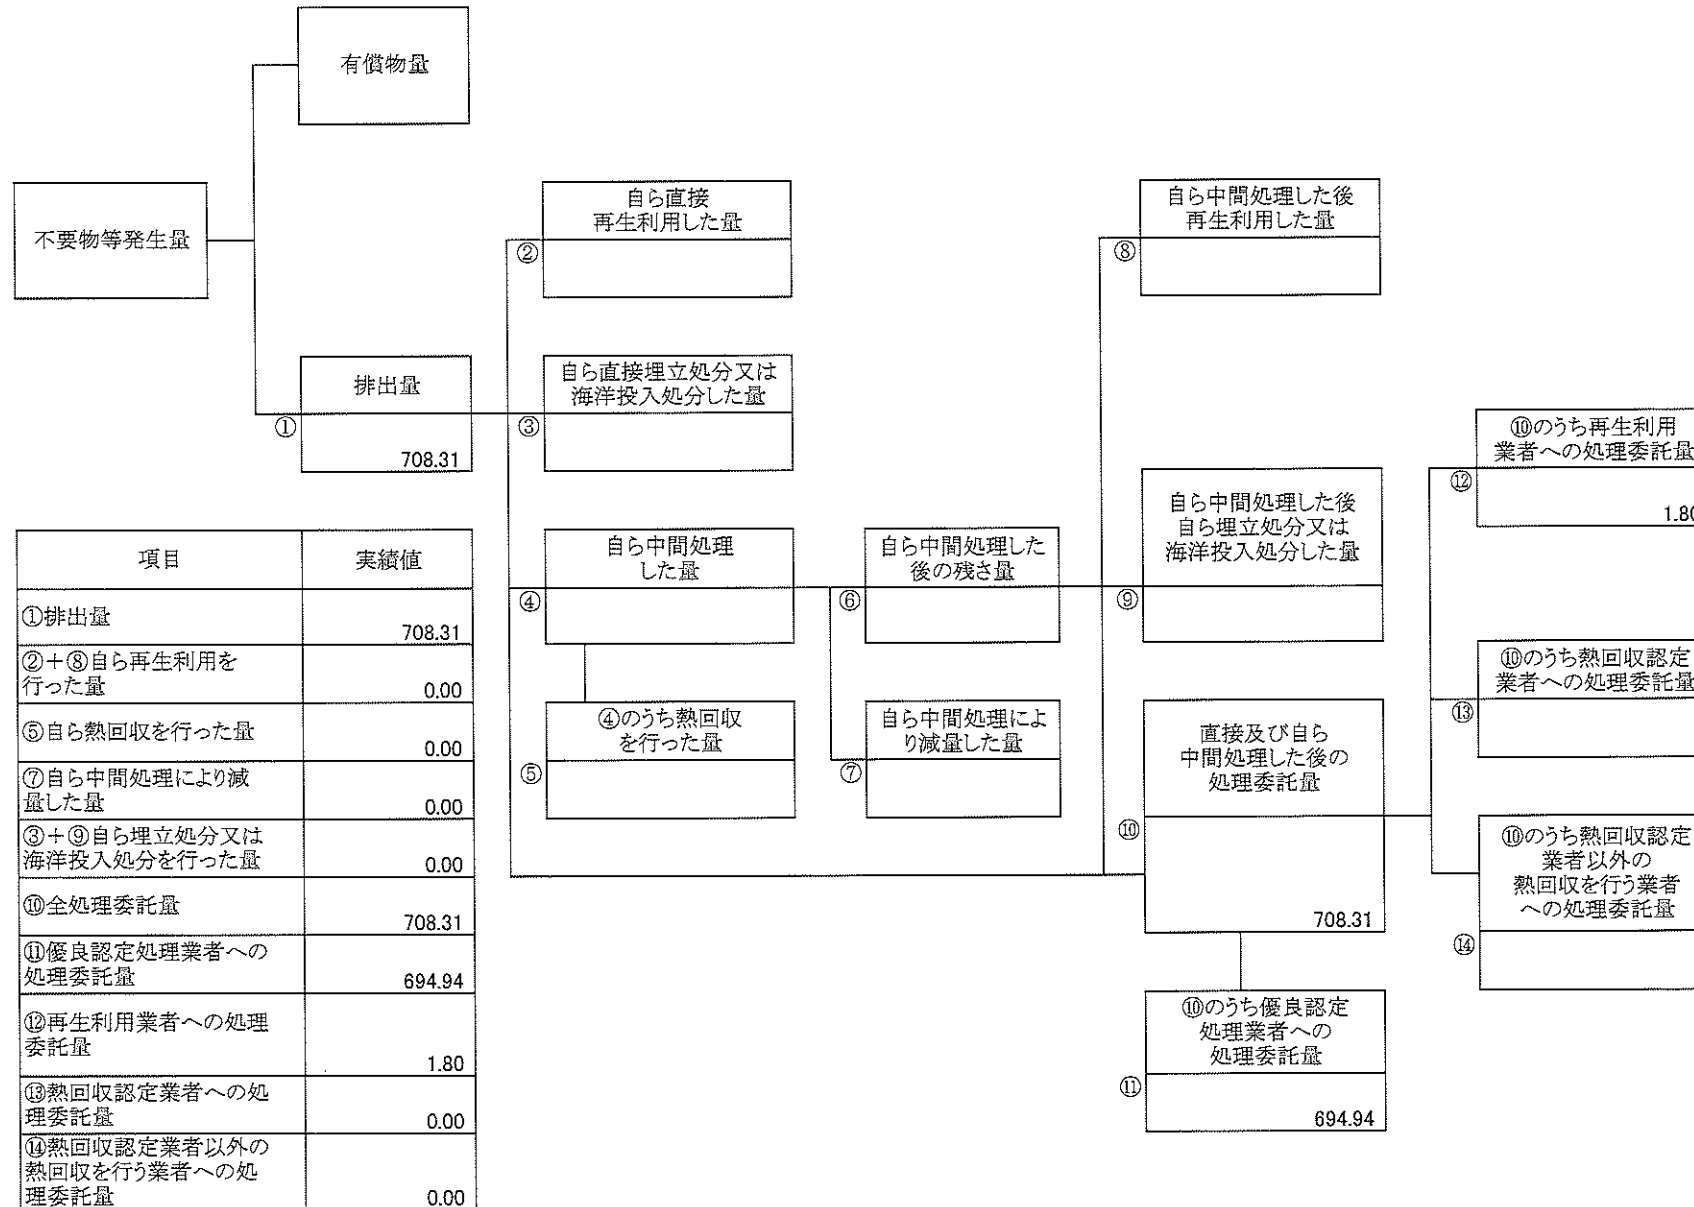 有償物量
不要物等発生量
自ら直接
再生利用した量
②
自ら中間処理した後
再生利用した量
⑧
排出量
①
708.31
自ら直接埋立処分又は
海洋投入処分した量
③
⑩のうち再生利用
業者への処理委託量
⑫
1.80
自ら中間処理
した量
④
自ら中間処理した
後の残さ量
⑥
自ら中間処理した後
自ら埋立処分又は
海洋投入処分した量
⑨
⑩のうち熱回収認定
業者への処理委託量
⑬
④のうち熱回収
を行った量
⑤
自ら中間処理によ
り減量した量
⑦
直接及び自ら
中間処理した後の
処理委託量
⑩
708.31
⑩のうち熱回収認定
業者以外の
熱回収を行う業者
への処理委託量
⑭
⑩のうち優良認定
処理業者への
処理委託量
⑪
694.94
項目 実績値
①排出量
708.31
②+⑧自ら再生利用を
行った量 0.00
⑤自ら熱回収を行った量
0.00
⑦自ら中間処理により減
量した量 0.00
③+⑨自ら埋立処分又は
海洋投入処分を行った量 0.00
⑩全処理委託量
708.31
⑪優良認定処理業者への
処理委託量 694.94
⑫再生利用業者への処理
委託量
1.80
⑬熱回収認定業者への処
理委託量 0.00
⑭熱回収認定業者以外の
熱回収を行う業者への処
理委託量 0.00